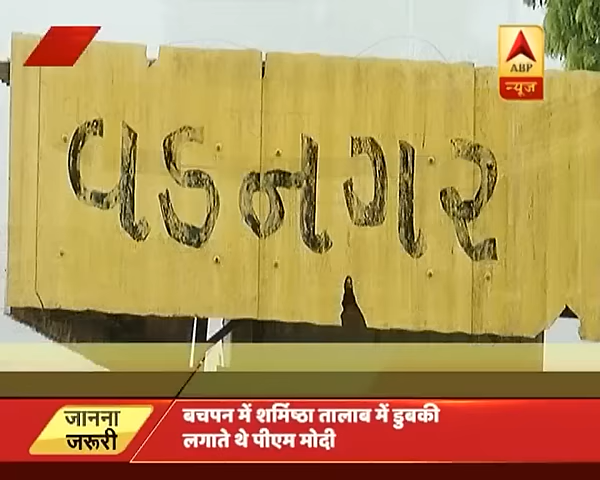 ABP
न्यूज़
વડનગર
जानना
जरूरी
बचपन में शर्मिष्ठा तालाब में डुबकी
लगाते थे पीएम मोदी